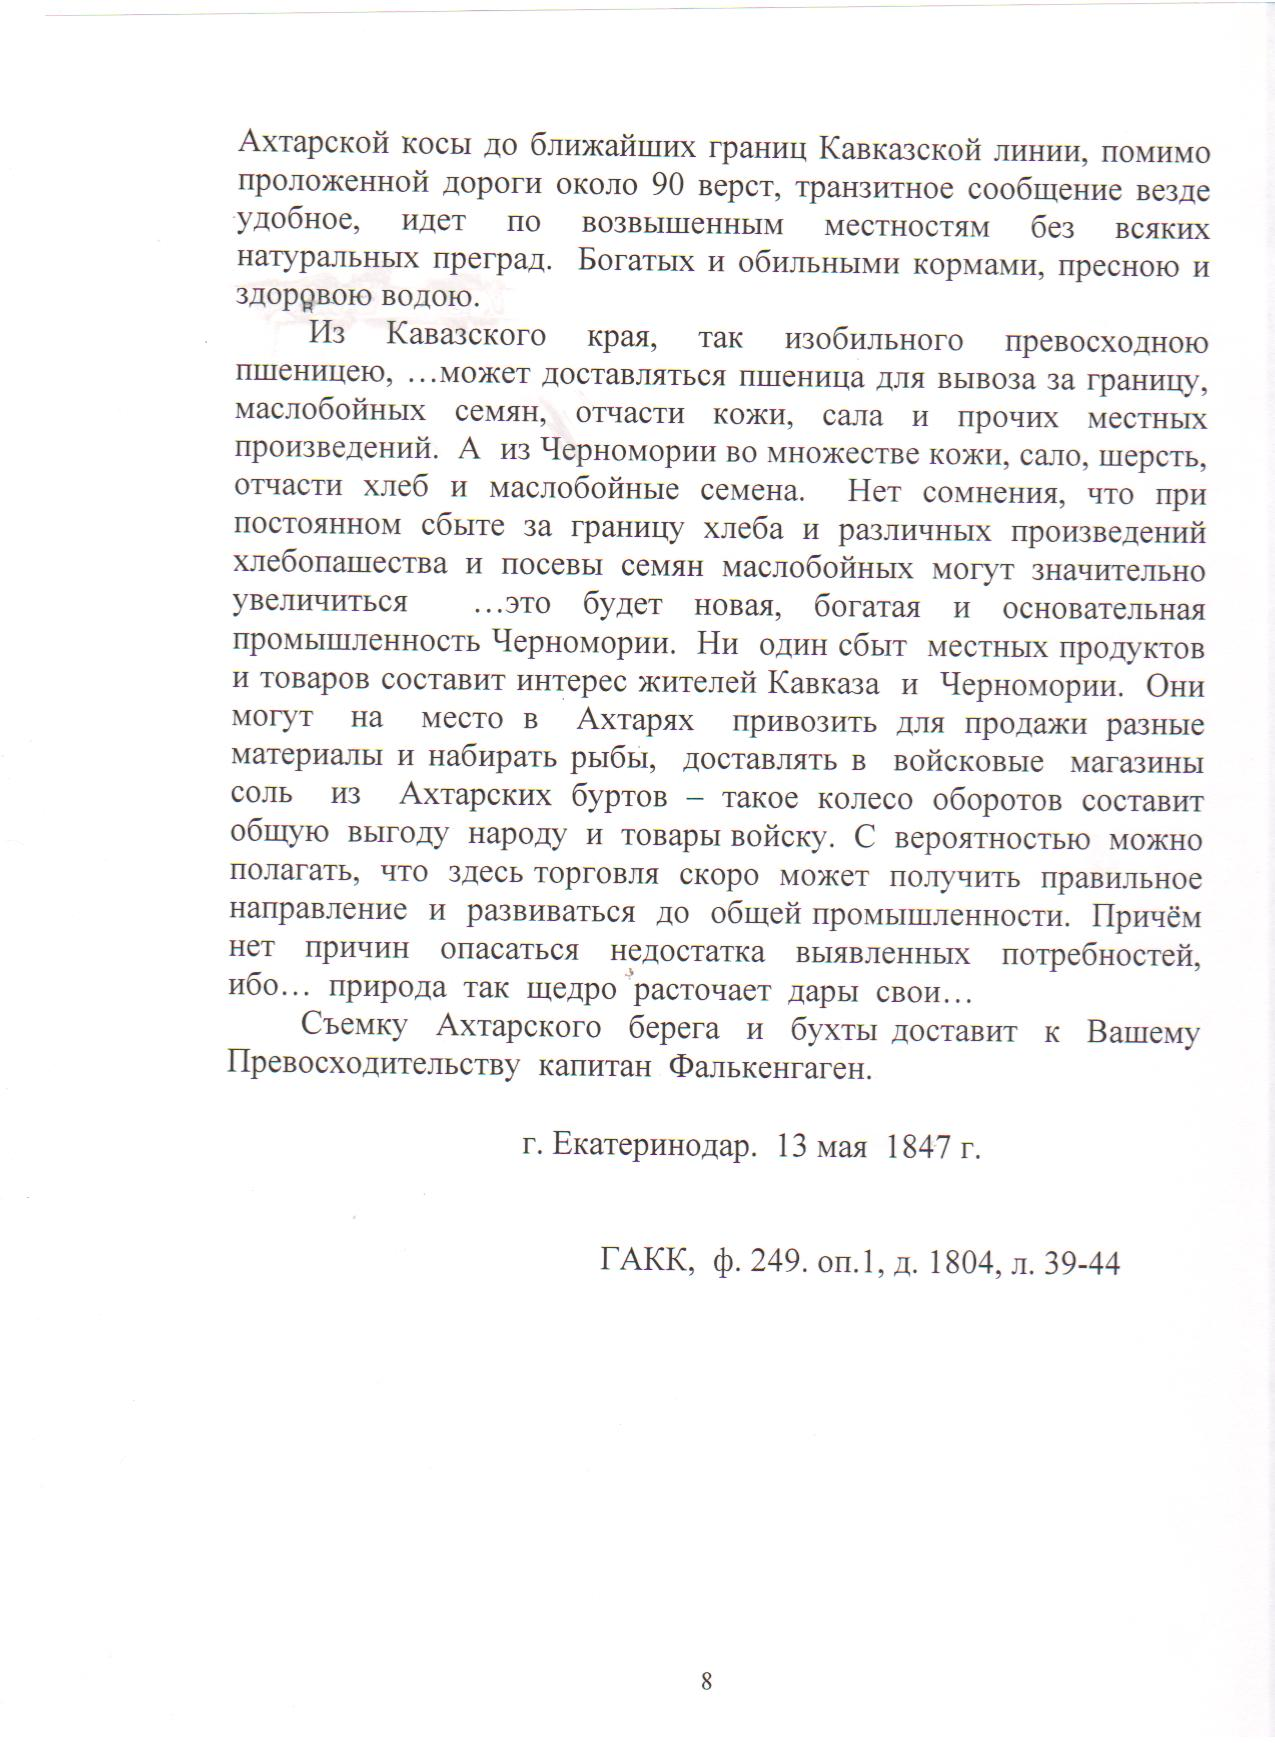 Ахтарской косы до ближайших границ Кавказской линии, помимо
проложенной дороги около 90 верст, транзитное сообщение везде
удобное, идет по возвышенным местностям без всяких
натуральных преград. Богатых и обильными кормами, пресною и
здоровою водою.
Из Кавазского края, так изобильного превосходною
пшеницею, …может доставляться пшеница для вывоза за границу,
маслобойных семян, отчасти кожи, сала и прочих местных
произведений. А из Черномории во множестве кожи, сало, шерсть,
отчасти хлеб и маслобойные семена. Нет сомнения, что при
постоянном сбыте за границу хлеба и различных произведений
хлебопашества и посевы семян маслобойных могут значительно
увеличиться …это будет новая, богатая и основательная
промышленность Черномории. Ни один сбыт местных продуктов
и товаров составит интерес жителей Кавказа и Черномории. Они
могут на место в Ахтарях привозить для продажи разные
материалы и набирать рыбы, доставлять в войсковые магазины
соль из Ахтарских буртов – такое колесо оборотов составит
общую выгоду народу и товары войску. С вероятностью можно
полагать, что здесь торговля скоро может получить правильное
направление и развиваться до общей промышленности. Причём
нет причин опасаться недостатка выявленных потребностей,
ибо… природа так щедро расточает дары свои…
Съемку Ахтарского берега и бухты доставит к Вашему
Превосходительству капитан Фалькенгаген.
г. Екатеринодар. 13 мая 1847 г.
ГАКК, ф. 249. оп.1, д. 1804, л. 39-44
8